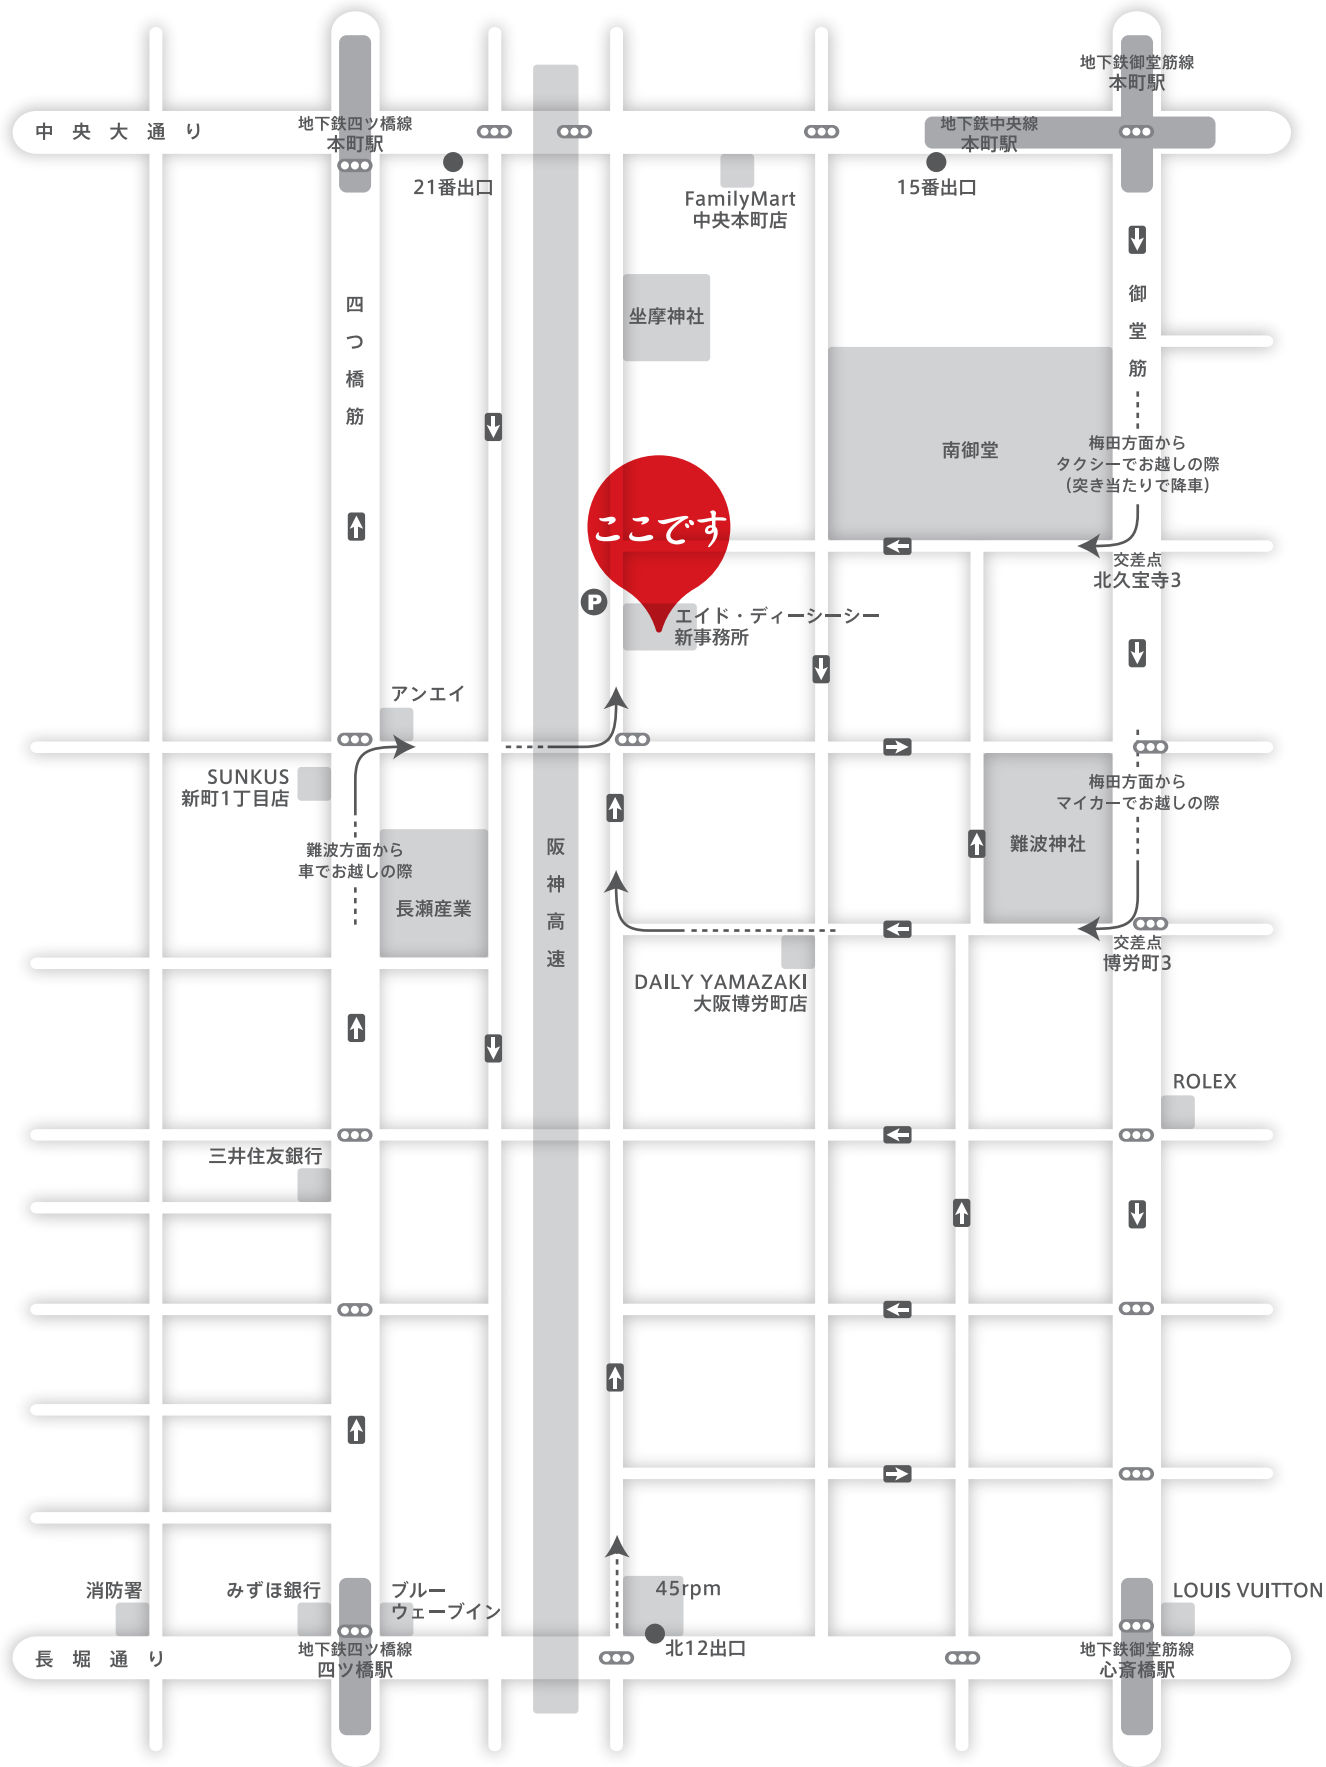 地下鉄御堂筋線
本町駅
中央大通り
地下鉄四ツ橋線
本町駅
地下鉄中央線
本町駅
21番出口
15番出口
FamilyMart
中央本町店
四つ橋筋
坐摩神社
御堂筋
南御堂
梅田方面から
タクシーでお越しの際
(突き当たりで降車)
ここです
交差点
北久宝寺3
P
エイド・ディーシーシー
新事務所
アンエイ
SUNKUS
新町1丁目店
梅田方面から
マイカーでお越しの際
難波方面から
車でお越しの際
阪神高速
難波神社
長瀬産業
交差点
博労町3
DAILY YAMAZAKI
大阪博労町店
ROLEX
三井住友銀行
消防署
みずほ銀行
ブルー
ウェーブイン
45rpm
LOUIS VUITTON
長堀通り
地下鉄四ツ橋線
四ツ橋駅
北12出口
地下鉄御堂筋線
心斎橋駅